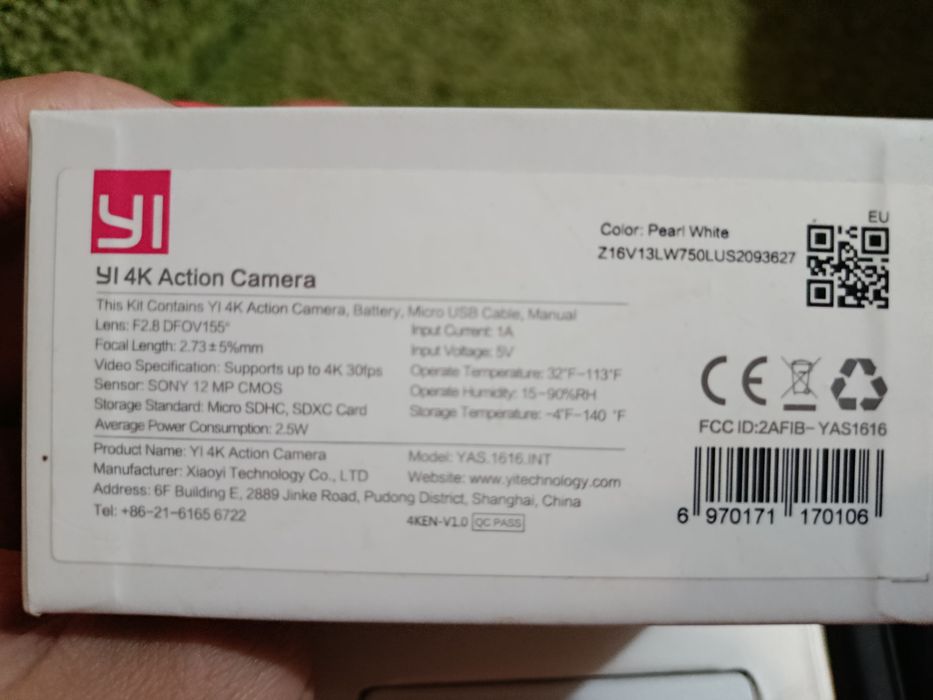 YI
YI 4K Action Camera
This Kit Contains YI 4K Action Camera, Battery, Micro USB Cable, Manual
Lens: F2.8 DFOV155°
Focal Length: 2.73±5%mm
Video Specification: Supports up to 4K 30fps
Sensor: SONY 12 MP CMOS
Storage Standard: Micro SDHC, SDXC Card
Average Power Consumption: 2.5W
Input Current: 1A
Input Voltage: 5V
Operate Temperature: 32°F-113°F
Operate Humidity: 15-90%RH
Storage Temperature: -4°F-140 °F
Product Name: YI 4K Action Camera
Manufacturer: Xiaoyi Technology Co., LTD
Model: YAS.1616.INT
Website: www.yitechnology.com
Address: 6F Building E, 2889 Jinke Road, Pudong District, Shanghai, China
Tel: +86-21-6165 6722
4KEN-V1.0 QC PASS
EU
Color: Pearl White
Z16V13LW750LUS2093627
CE
FCC ID:2AFIB-YAS1616
6 970171 170106